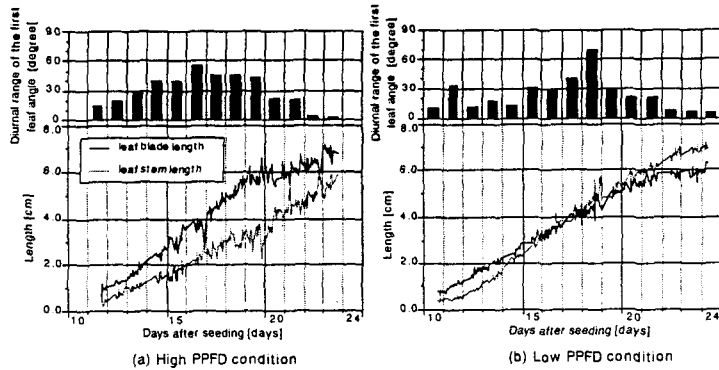 Diurnal range of the first
leaf angle [degree]
90
60
30
0
8.0
6.0
4.0
2.0
0.0
Length [cm]
leaf blade length
leaf stem length
10
15
20
24
Days after seeding [days]
(a) High PPFD condition
Diurnal range of the first
leaf angle [degree]
90
60
30
0
8.0
6.0
4.0
2.0
0.0
Length [cm]
10
15
20
24
Days after seeding [days]
(b) Low PPFD condition